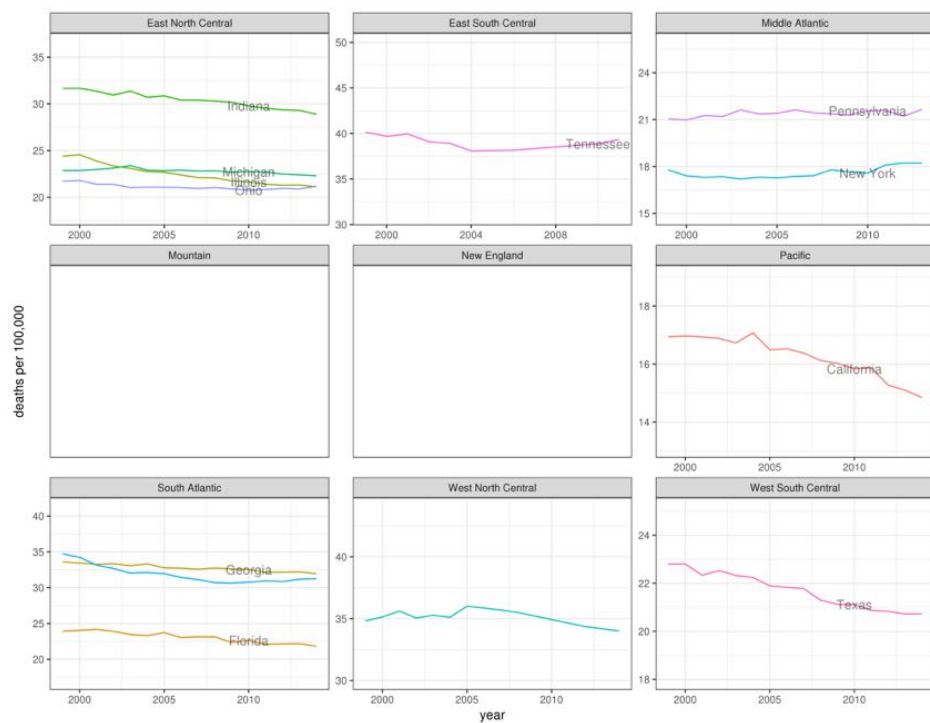 East North Central
East South Central
Middle Atlantic
35
30
25
20
Indiana
Michigan
Illinois
Ohio
2000 2005 2010
50
45
40
35
30
Tennessee
2000 2004 2008
24
21
18
15
Pennsylvania
New York
2000 2005 2010
Mountain
New England
Pacific
18
16
14
California
2000 2005 2010
South Atlantic
West North Central
West South Central
40
35
30
25
20
Georgia
Florida
2000 2005 2010
40
35
30
2000 2005 2010
24
22
20
18
Texas
2000 2005 2010
deaths per 100,000
year